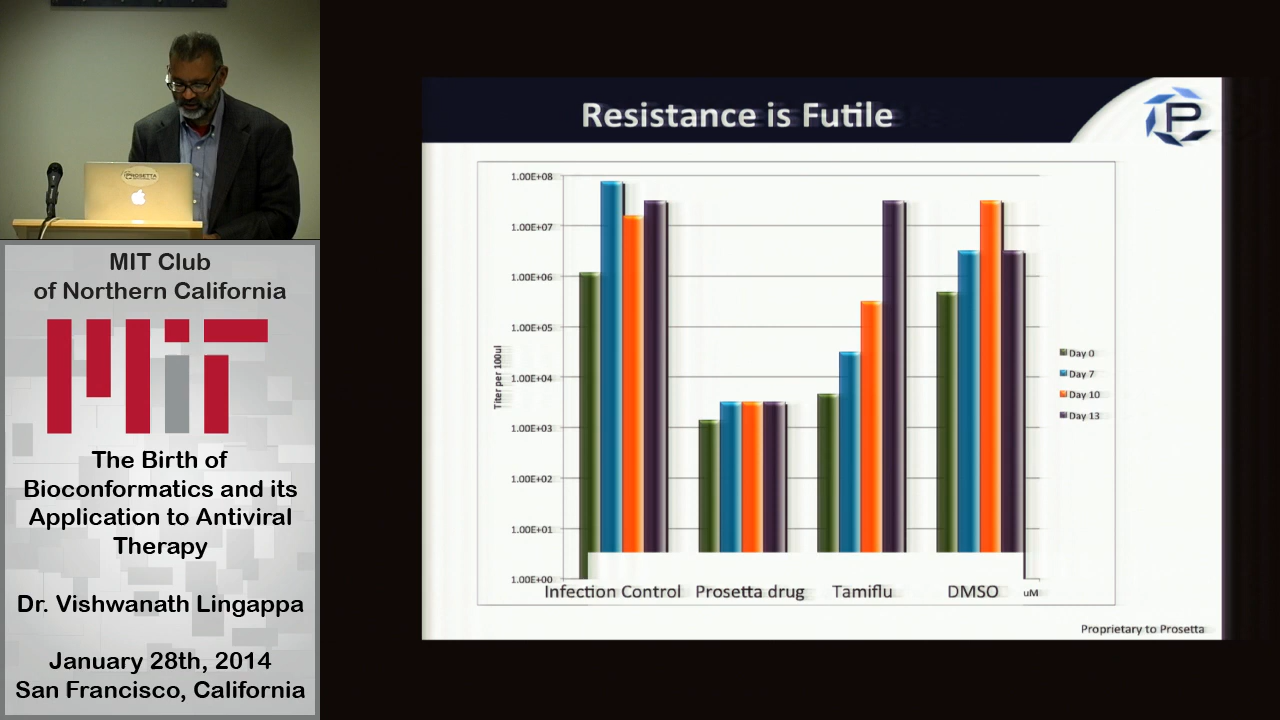 MIT Club
of Northern California
MiT
The Birth of
Bioconformatics and its
Application to Antiviral
Therapy
Dr. Vishwanath Lingappa
January 28th, 2014
San Francisco, California
PROSETTA
Resistance is Futile
P
1.00E+08
1.00E+07
1.00E+06
1.00E+05
1.00E+04
1.00E+03
1.00E+02
1.00E+01
1.00E+00
Titer per 100ul
Infection Control
Prosetta drug
Tamiflu
DMSO
uM
Day 0
Day 7
Day 10
Day 13
Proprietary to Prosetta